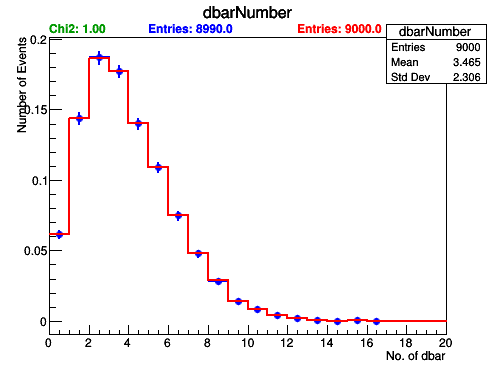 dbarNumber
Chi2: 1.00 Entries: 8990.0 Entries: 9000.0
dbarNumber
Entries 9000
Mean 3.465
Std Dev 2.306
Number of Events
0.2
0.15
0.1
0.05
0
0 2 4 6 8 10 12 14 16 18 20
No. of dbar